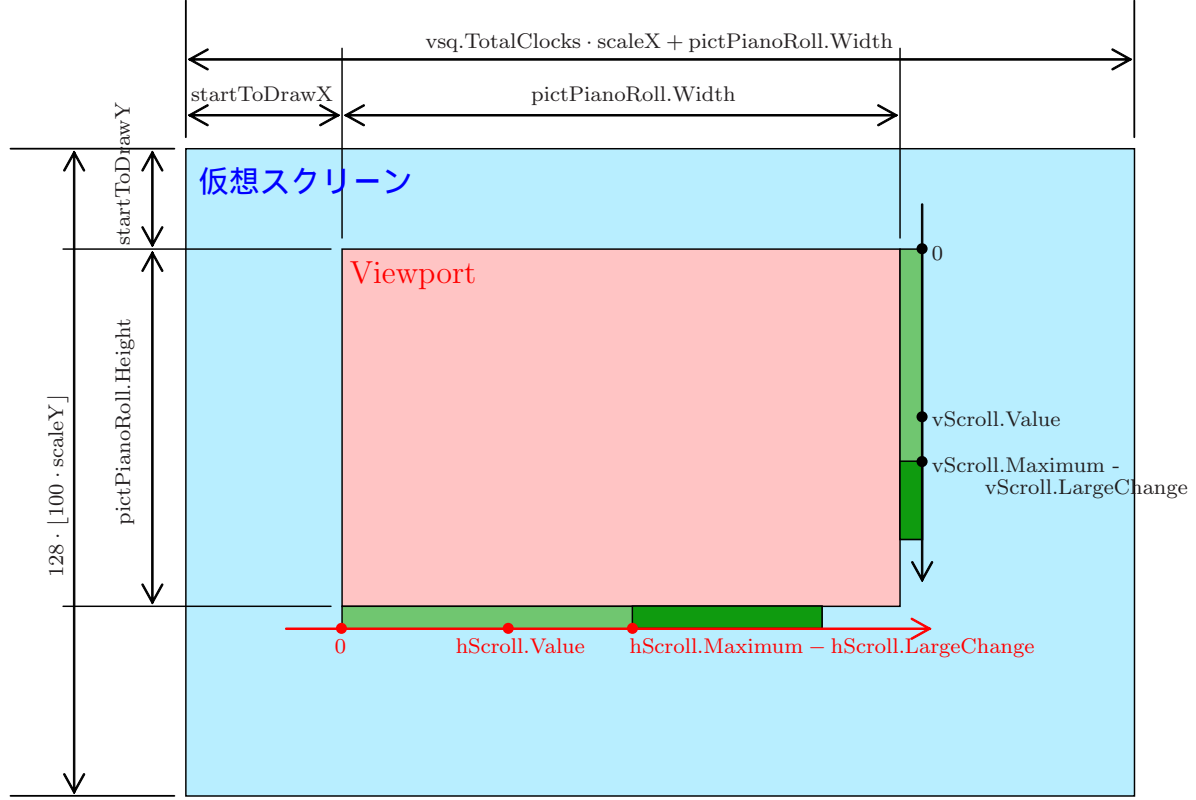 vsq.TotalClocks · scaleX + pictPianoRoll.Width
startToDrawX
pictPianoRoll.Width
startToDrawY
仮想スクリーン
0
Viewport
pictPianoRoll.Height
128 · ⌊100 · scaleY⌋
vScroll.Value
vScroll.Maximum -
vScroll.LargeChange
0
hScroll.Value
hScroll.Maximum − hScroll.LargeChange